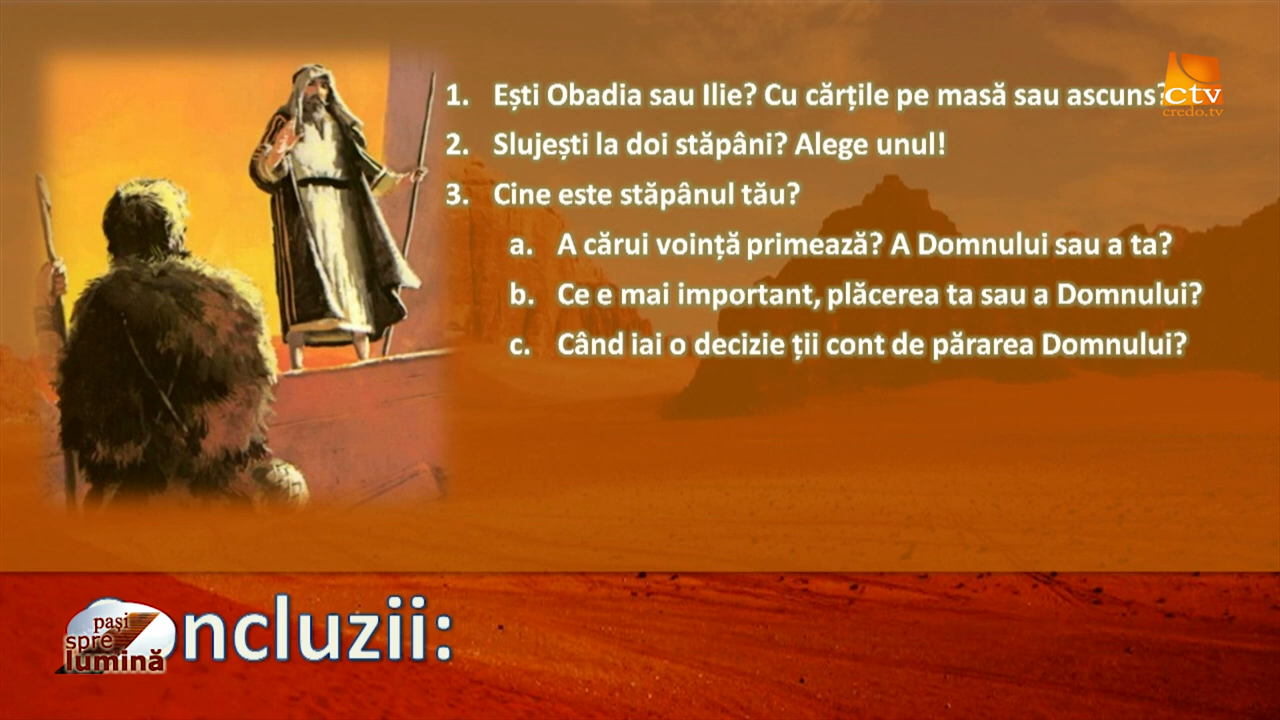 1. Ești Obadia sau Ilie? Cu cărțile pe masă sau ascuns?
2. Slujești la doi stăpâni? Alege unul!
3. Cine este stăpânul tău?
a. A cărui voință primează? A Domnului sau a ta?
b. Ce e mai important, plăcerea ta sau a Domnului?
c. Când iai o decizie ții cont de părarea Domnului?
ctv
credo.tv
ncluzii:
pași
spre
lumină